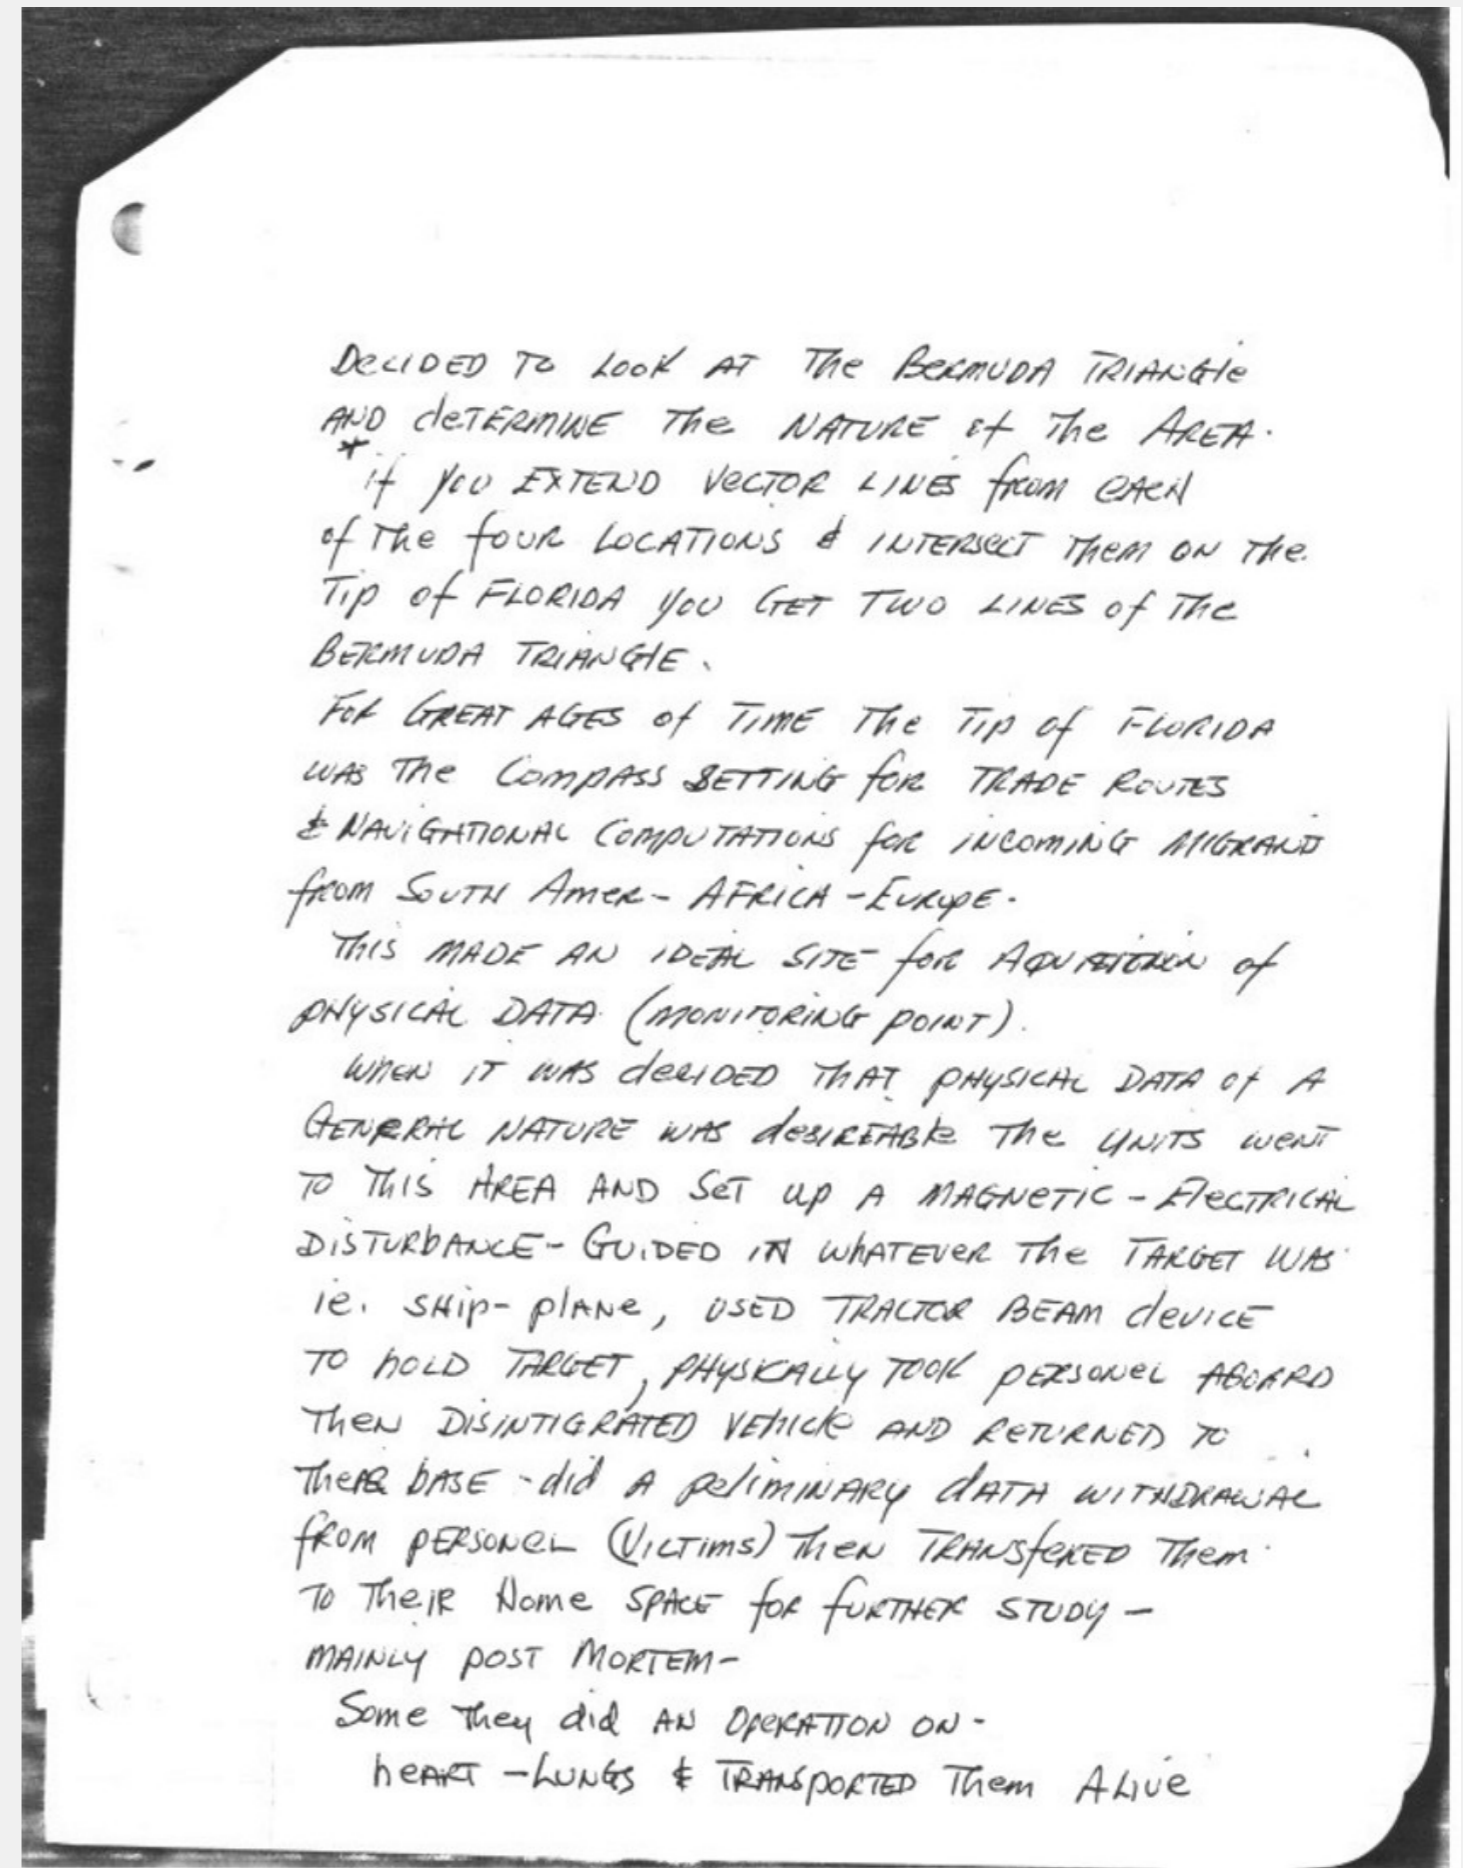 DECIDED TO LOOK AT The BERMUDA TRIANGLE
AND dETERMINE The NATURE of The AREA.
* if you EXTEND VECTOR LINES from EACH
of The four LOCATIONS & INTERSECT Them ON The
Tip of FLORIDA you GET TWO LINES of The
BERMUDA TRIANGLE.
FOR GREAT AGES of TIME The Tip of FLORIDA
WAS The COMPASS SETTING for TRADE ROUTES
& NAVIGATIONAL COMPUTATIONS for INCOMING MIGRANTS
from SOUTH Amer- AFRICA - EUROPE.
This MADE AN IDEAL SITE for of
PHYSICAL DATA (MONITORING POINT).
WHEN IT WAS deciDED THAT PHYSICAL DATA of A
GENERAL NATURE WAS desIREABle The UNITS WENT
TO This AREA AND SET up A MAGNETIC - ElecTRICAL
DISTURbANCE - GUIDED IN WhATEVER The TARGET WAS
ie. SHip- plANe, USED TRACTOR BEAM deVICE
TO hOLD TARGET, PHYSICALLY TOOK PERSONEL ABOARD
Then DISINTIGRATED VEhicle AND RETURNED TO
TheIR bASE - did A peliMINARY dATA WITHDRAWAL
fROM PERSONEL (VICTIMS) Then TRANSfeRED Them
TO TheIR Home SPACE for fURTHER STUDY -
MAINLY POST MORTEM -
Some They did AN OpeRATION ON -
hEART - LUNGS & TRANSpORTED Them ALive